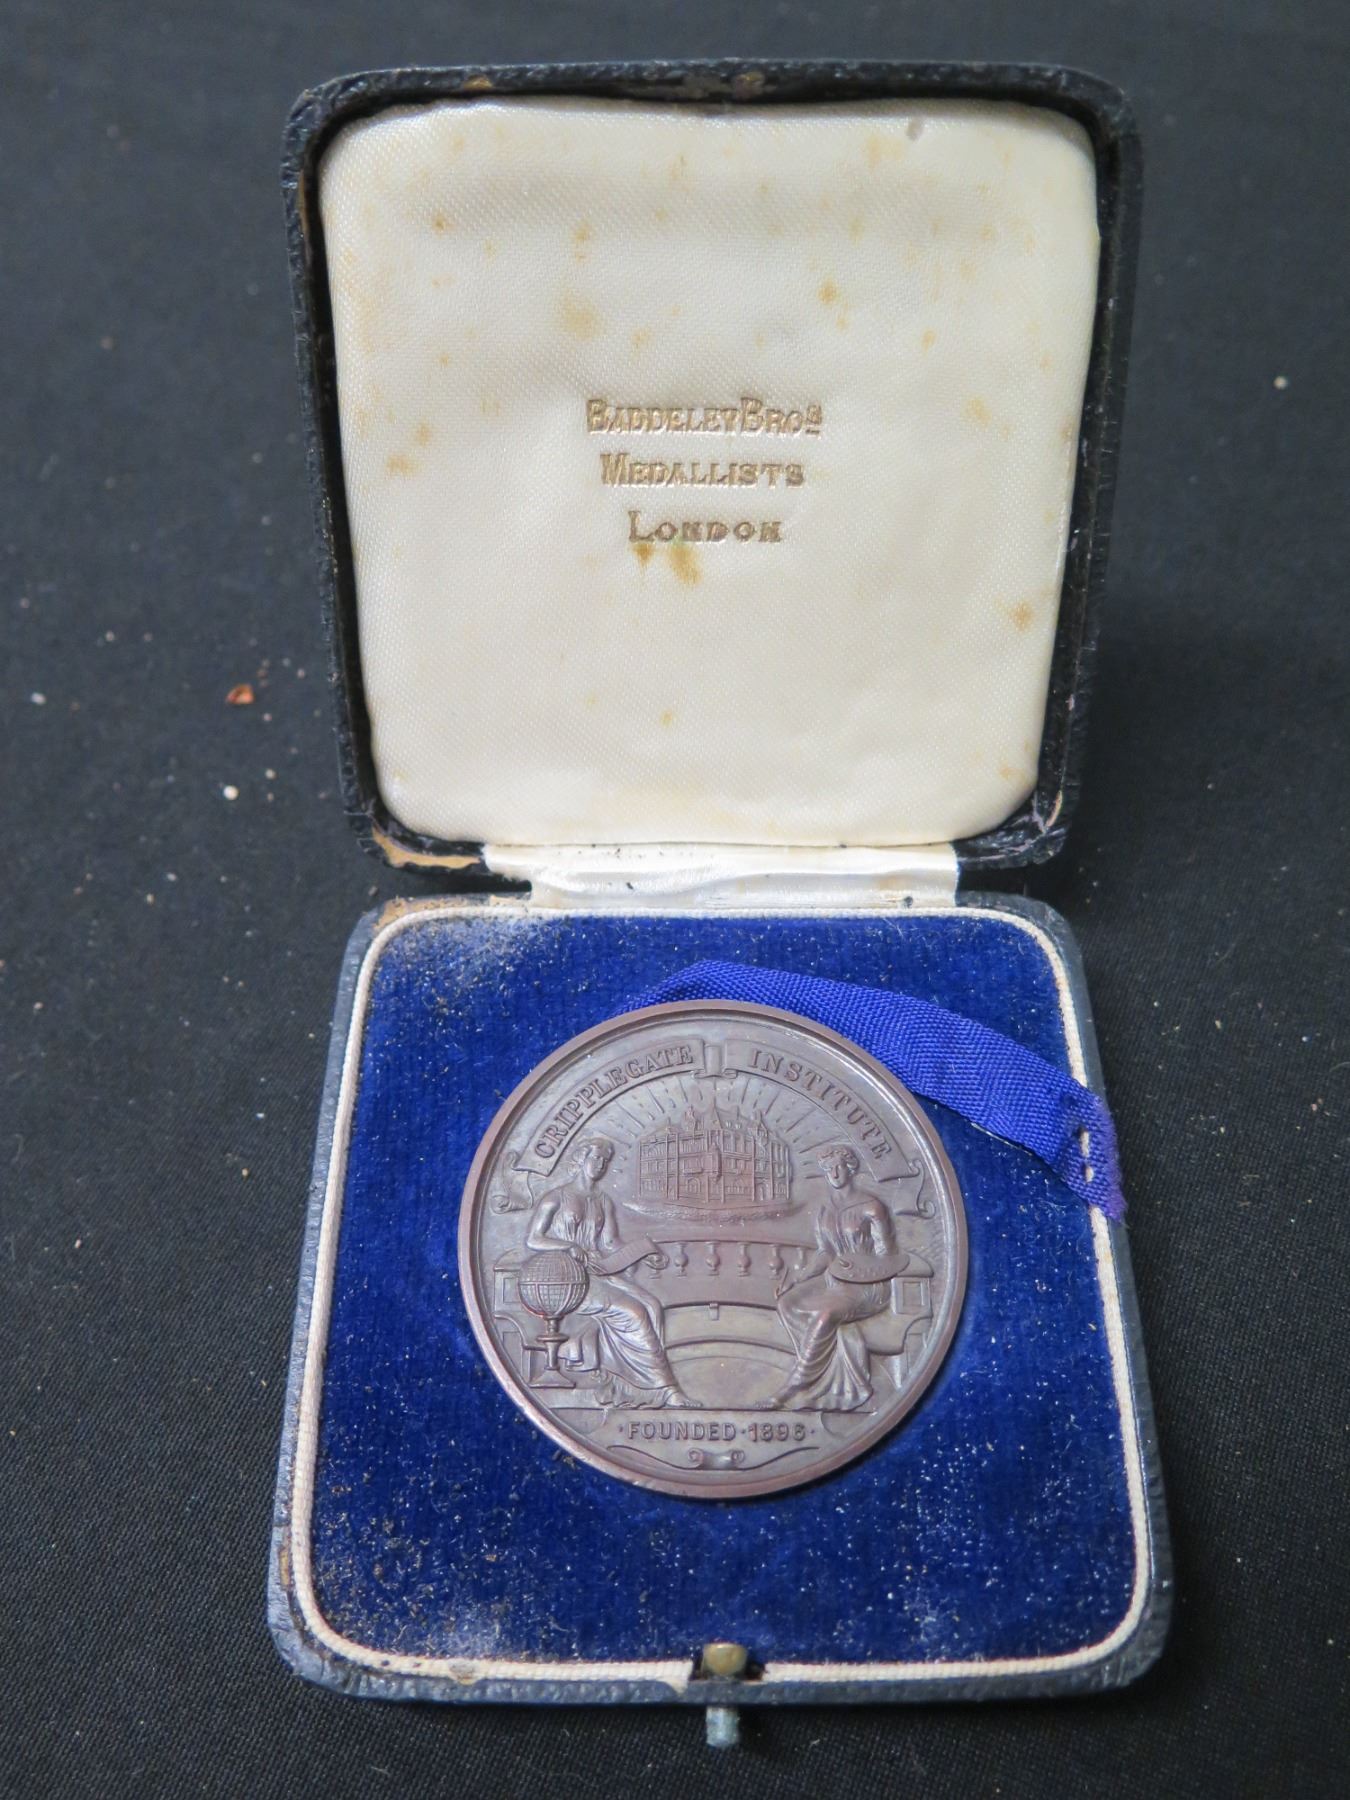 BADDELEY BROS
MEDALLISTS
LONDON
CRIPPLEGATE INSTITUTE
·FOUNDED·1896·